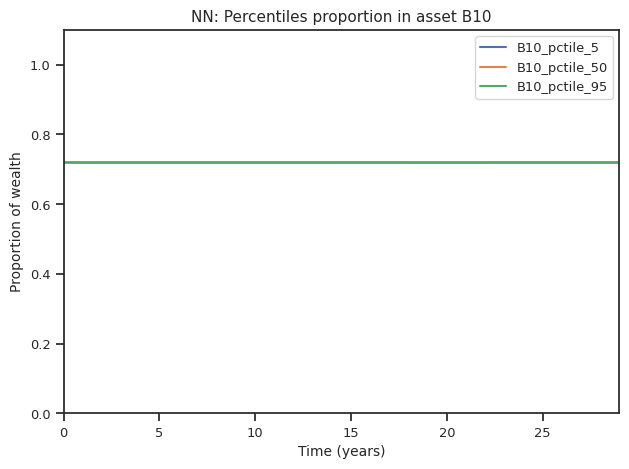 NN: Percentiles proportion in asset B10
B10_pctile_5
B10_pctile_50
B10_pctile_95
1.0
0.8
0.6
0.4
0.2
0.0
Proportion of wealth
0 5 10 15 20 25
Time (years)